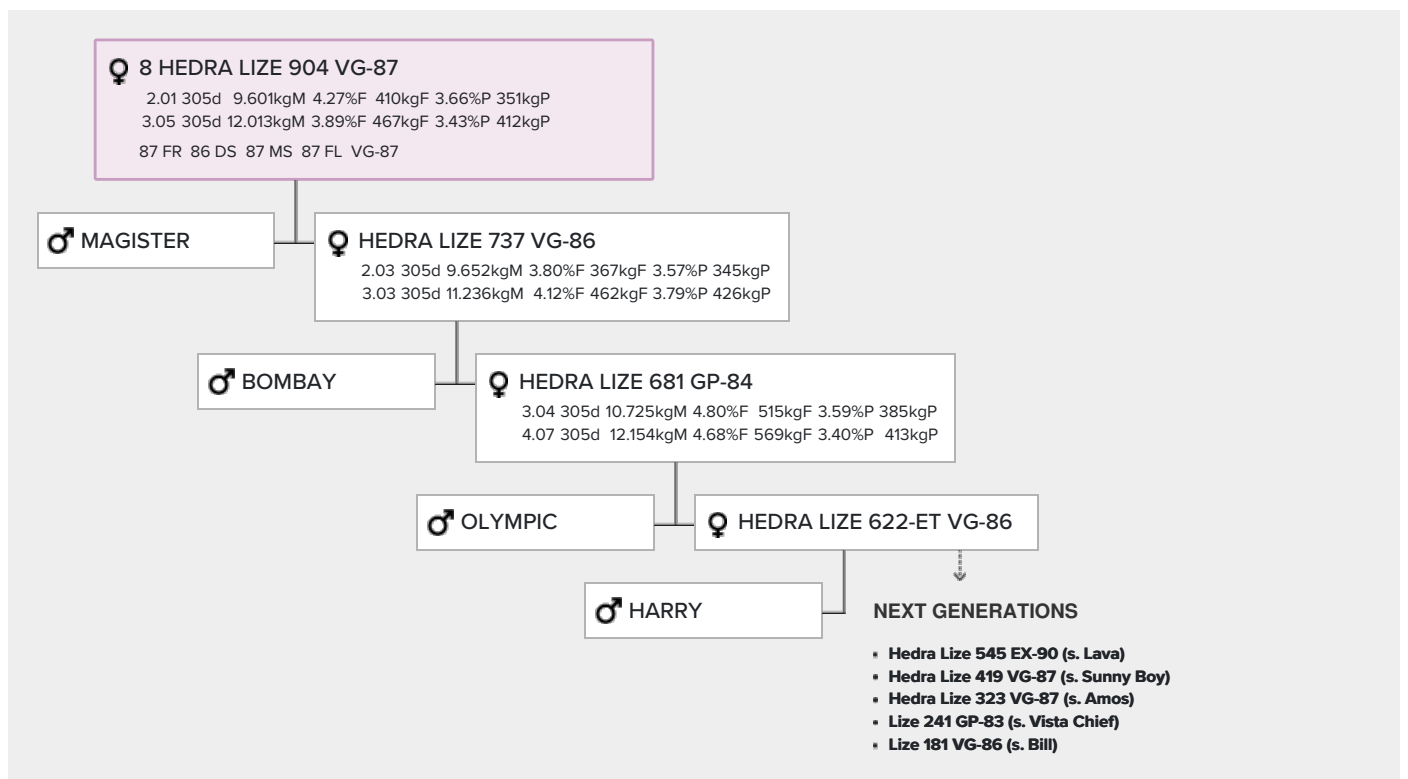 8 HEDRA LIZE 904 VG-87
2.01 305d 9.601kgM 4.27%F 410kgF 3.66%P 351kgP
3.05 305d 12.013kgM 3.89%F 467kgF 3.43%P 412kgP
87 FR 86 DS 87 MS 87 FL VG-87
MAGISTER
HEDRA LIZE 737 VG-86
2.03 305d 9.652kgM 3.80%F 367kgF 3.57%P 345kgP
3.03 305d 11.236kgM 4.12%F 462kgF 3.79%P 426kgP
BOMBAY
HEDRA LIZE 681 GP-84
3.04 305d 10.725kgM 4.80%F 515kgF 3.59%P 385kgP
4.07 305d 12.154kgM 4.68%F 569kgF 3.40%P 413kgP
OLYMPIC
HEDRA LIZE 622-ET VG-86
HARRY
NEXT GENERATIONS
Hedra Lize 545 EX-90 (s. Lava)
Hedra Lize 419 VG-87 (s. Sunny Boy)
Hedra Lize 323 VG-87 (s. Amos)
Lize 241 GP-83 (s. Vista Chief)
Lize 181 VG-86 (s. Bill)